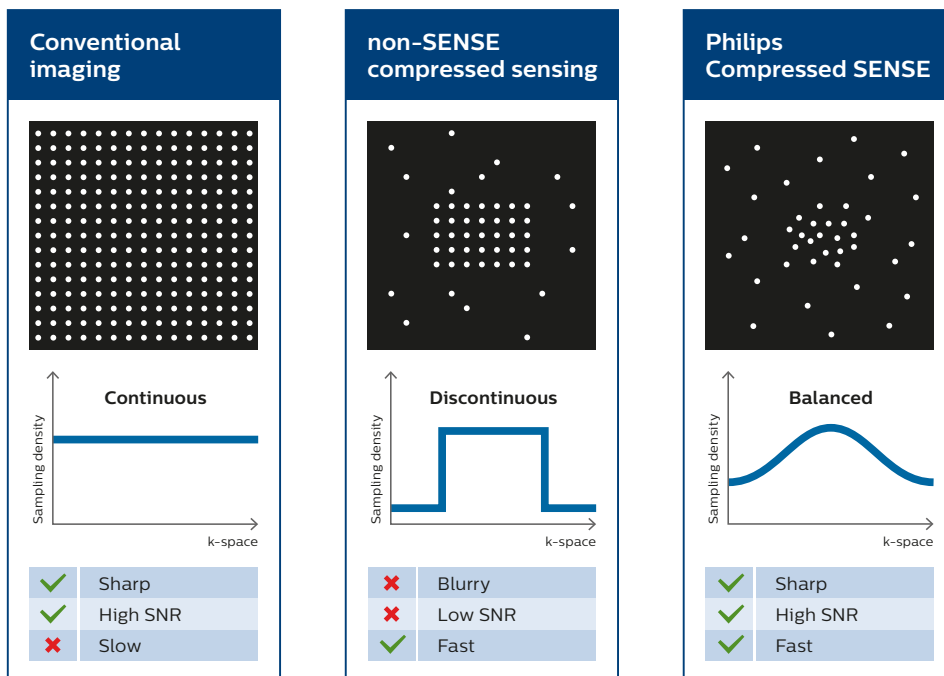 Conventional
imaging
Continuous
Sampling density
k-space
Sharp
High SNR
Slow
non-SENSE
compressed sensing
Discontinuous
Sampling density
k-space
Blurry
Low SNR
Fast
Philips
Compressed SENSE
Balanced
Sampling density
k-space
Sharp
High SNR
Fast